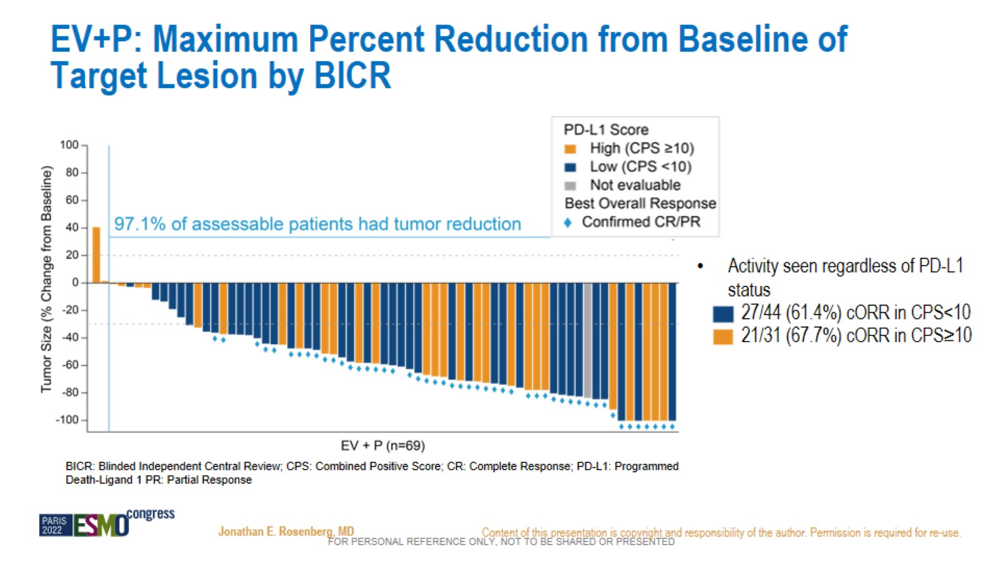 EV+P: Maximum Percent Reduction from Baseline of
Target Lesion by BICR
PD-L1 Score
High (CPS ≥10)
Low (CPS <10)
Not evaluable
Best Overall Response
Confirmed CR/PR
Tumor Size (% Change from Baseline)
100
80
60
40
20
0
-20
-40
-60
-80
-100
97.1% of assessable patients had tumor reduction
EV + P (n=69)
• Activity seen regardless of PD-L1
status
27/44 (61.4%) cORR in CPS<10
21/31 (67.7%) cORR in CPS≥10
BICR: Blinded Independent Central Review; CPS: Combined Positive Score; CR: Complete Response; PD-L1: Programmed
Death-Ligand 1 PR: Partial Response
PARIS
2022
ESMO congress
Jonathan E. Rosenberg, MD
Content of this presentation is copyright and responsibility of the author. Permission is required for re-use.
FOR PERSONAL REFERENCE ONLY, NOT TO BE SHARED OR PRESENTED